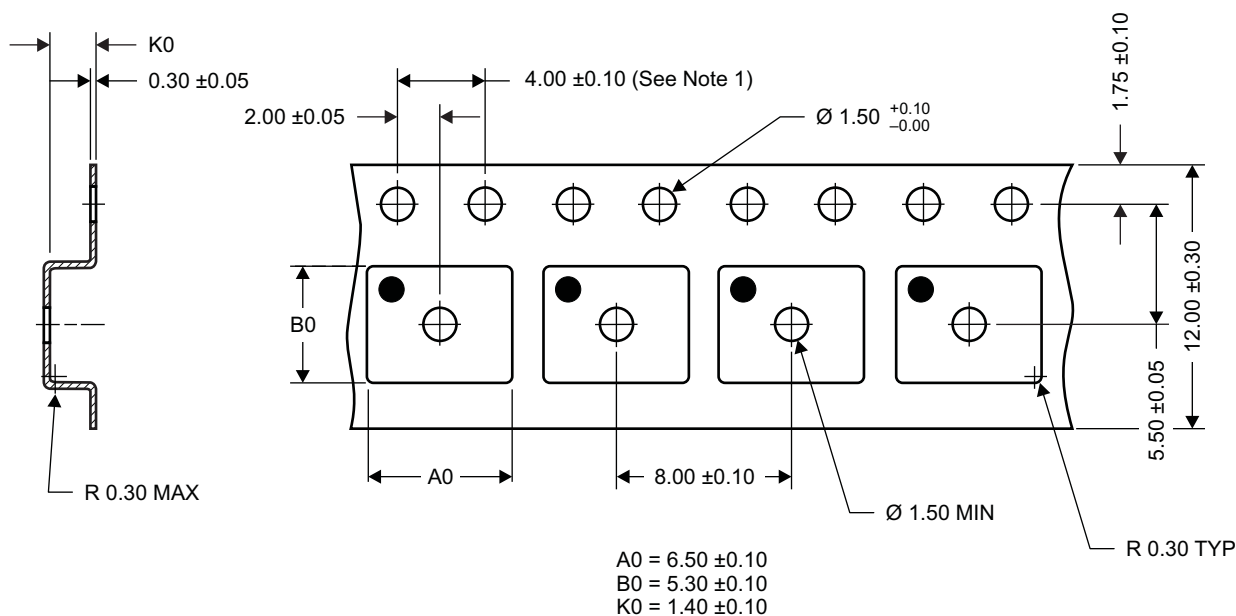 K0
0.30 ±0.05
4.00 ±0.10 (See Note 1)
2.00 ±0.05
Ø 1.50 +0.10 –0.00
1.75 ±0.10
B0
12.00 ±0.30
5.50 ±0.05
R 0.30 MAX
A0
8.00 ±0.10
Ø 1.50 MIN
R 0.30 TYP
A0 = 6.50 ±0.10
B0 = 5.30 ±0.10
K0 = 1.40 ±0.10